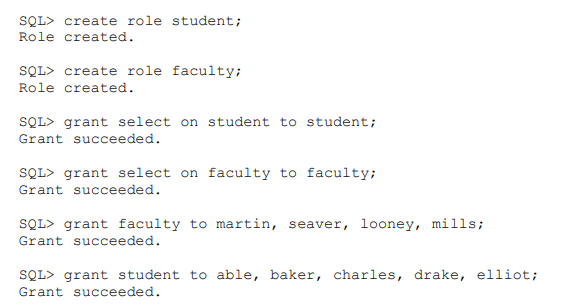 SQL> create role student;
Role created.
SQL> create role faculty;
Role created.
SQL> grant select on student to student;
Grant succeeded.
SQL> grant select on faculty to faculty;
Grant succeeded.
SQL> grant faculty to martin, seaver, looney, mills;
Grant succeeded.
SQL> grant student to able, baker, charles, drake, elliot;
Grant succeeded.